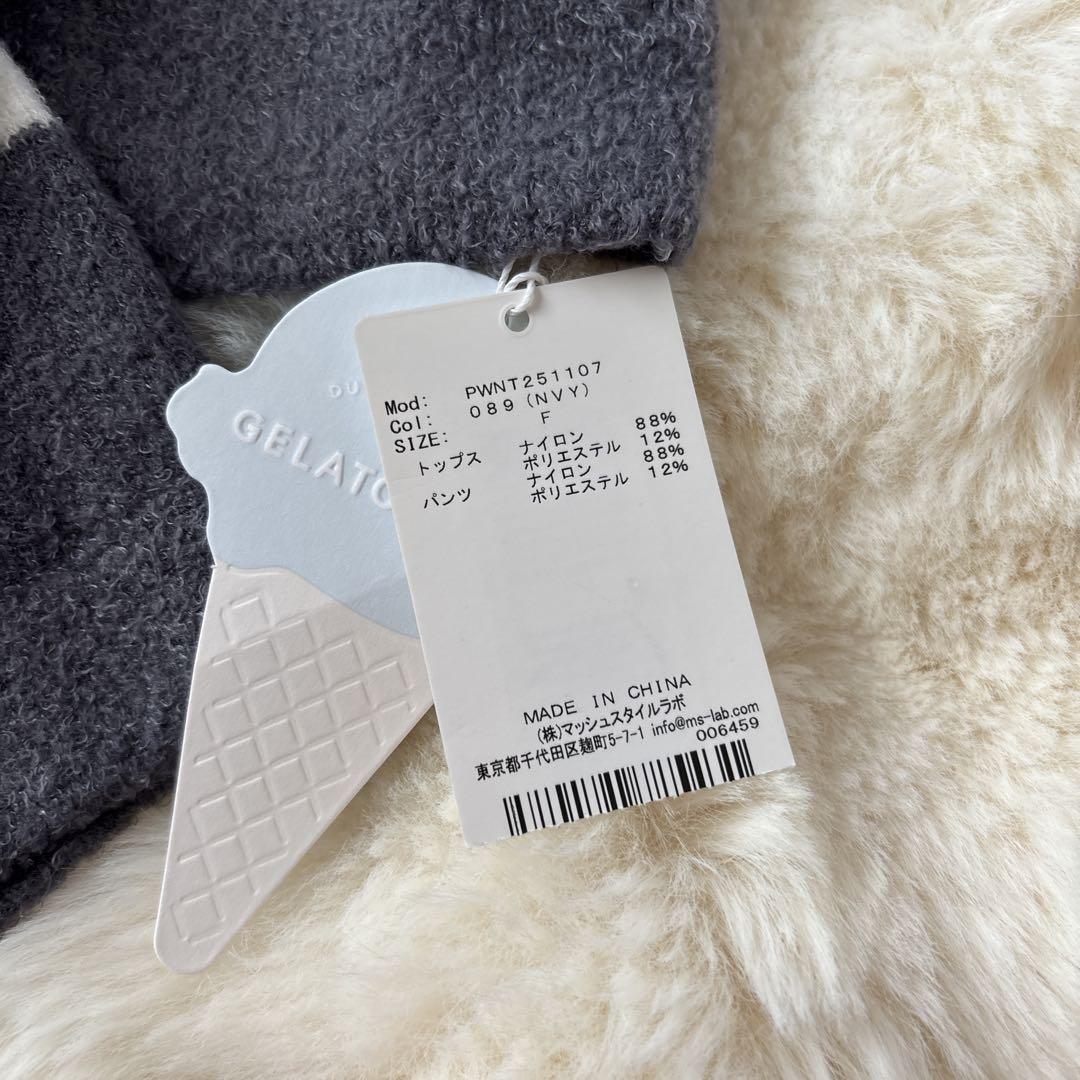 GELATO
Mod: PWNT251107
Col: 089(NVY)
SIZE: F
トップス ナイロン 88%
ポリエステル 12%
パンツ ナイロン 88%
ポリエステル 12%
MADE IN CHINA
(株)マッシュスタイルラボ
東京都千代田区麹町5-7-1 info@ms-lab.com
006459